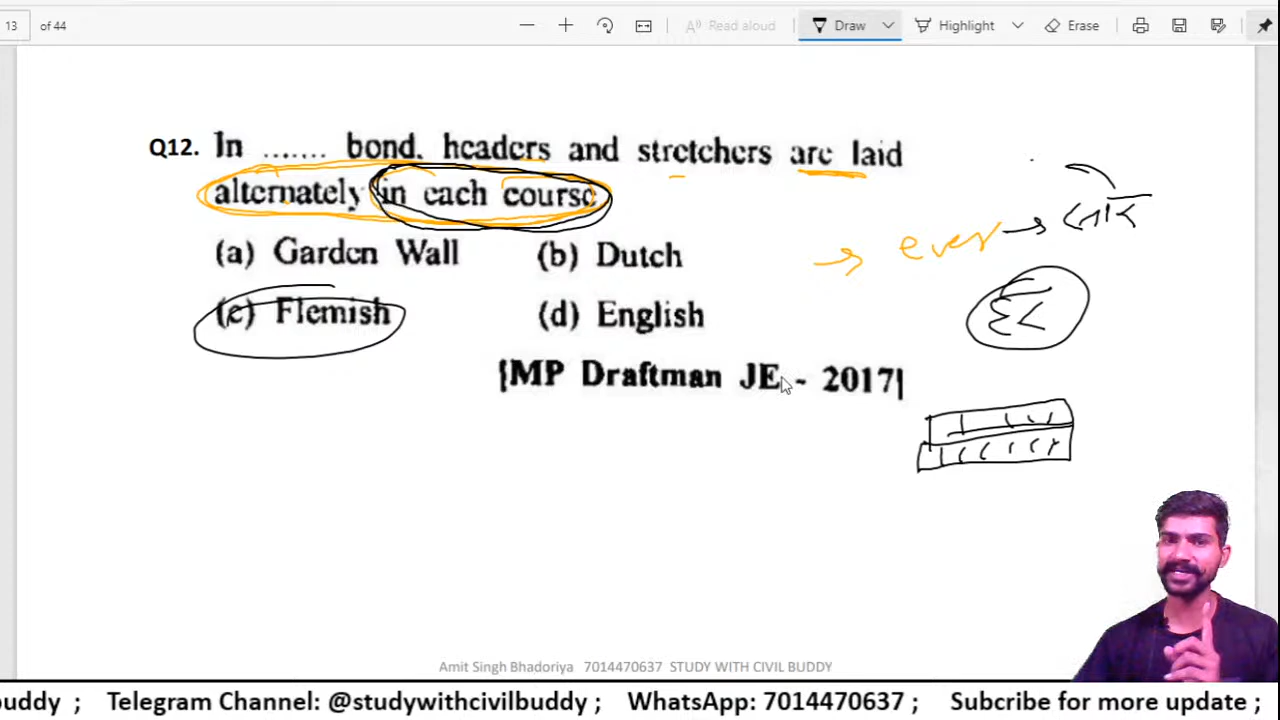 13 of 44 Read aloud Draw Highlight Erase
Q12. In ....... bond, headers and stretchers are laid
alternately in each course
(a) Garden Wall (b) Dutch
(c) Flemish (d) English
[MP Draftman JE - 2017]
Amit Singh Bhadoriya 7014470637 STUDY WITH CIVIL BUDDY
buddy ; Telegram Channel: @studywithcivilbuddy ; WhatsApp: 7014470637 ; Subcribe for more update ;